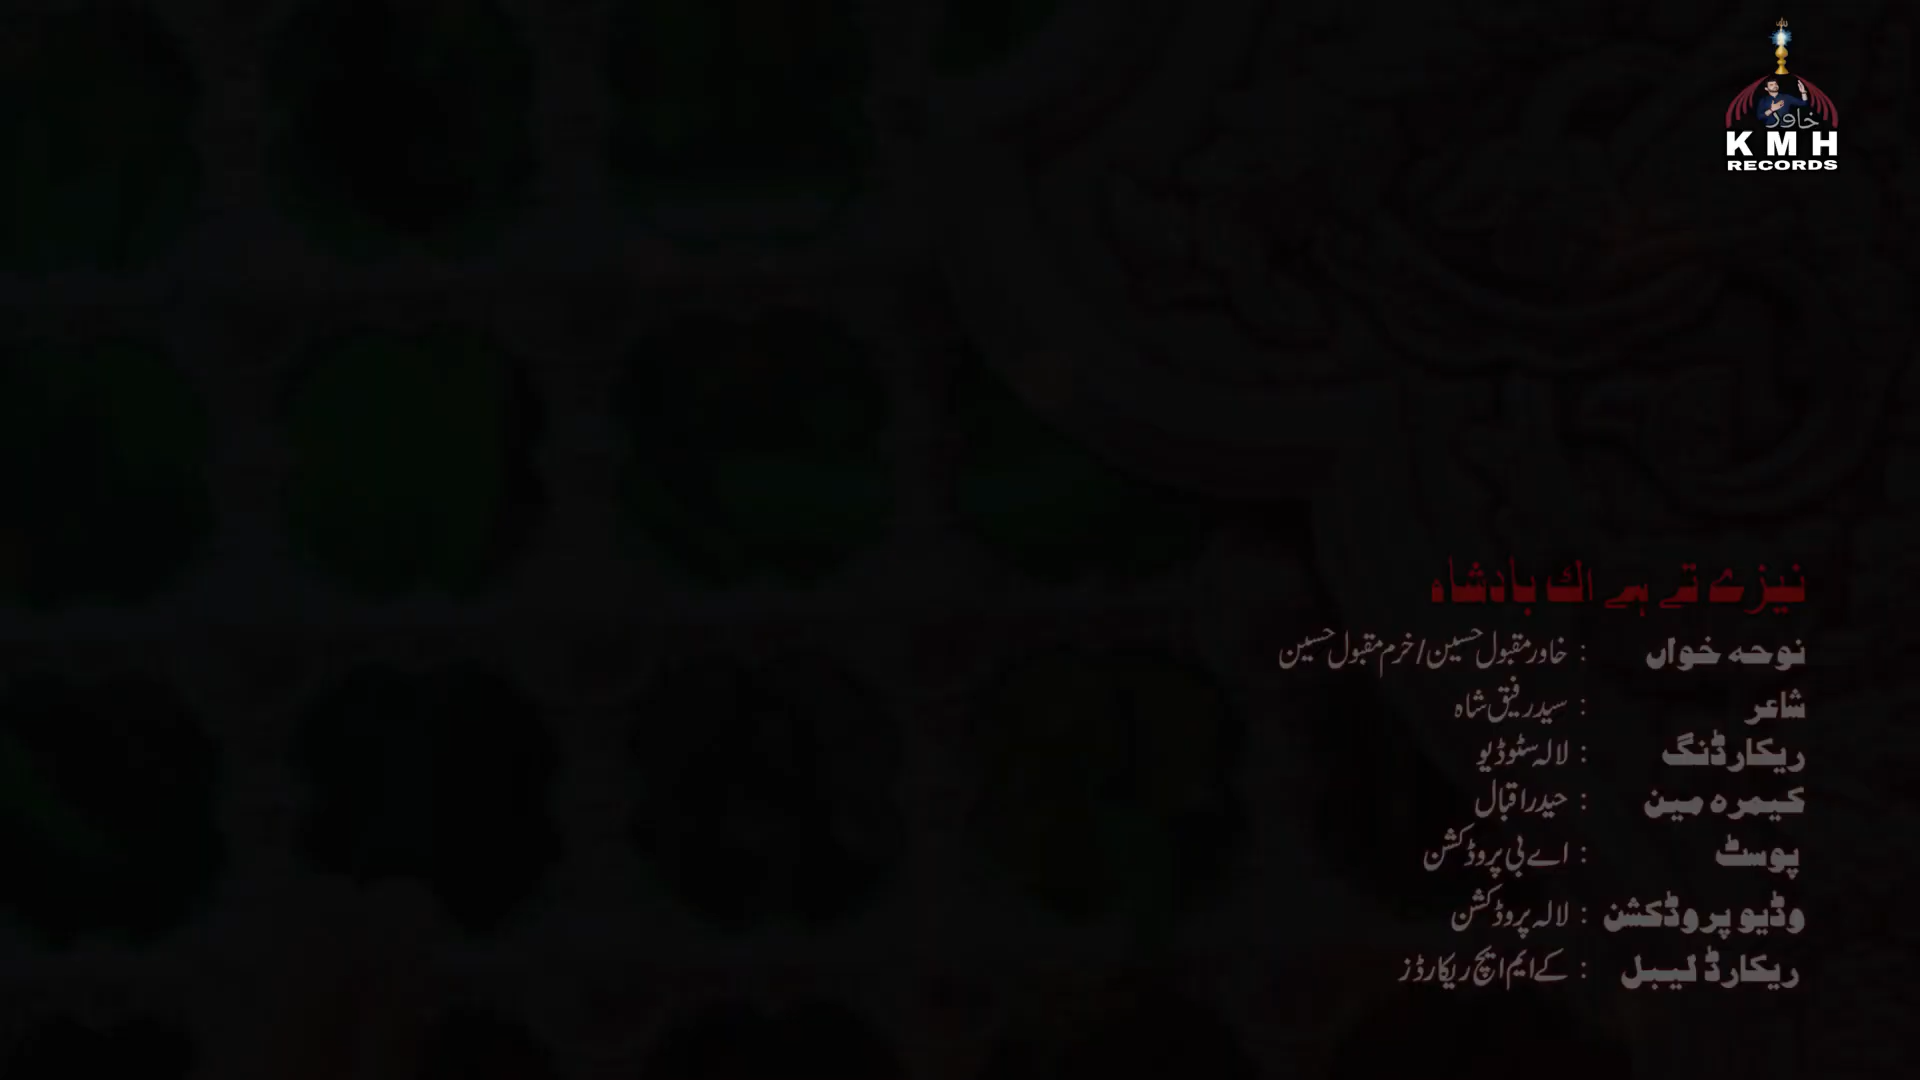 خاور
KMH
RECORDS
نیزے تے ہے اك بادشاہ
نوحہ خواں : خاور مقبول حسین / خرم مقبول حسین
شاعر : سید رفیق شاہ
ریکارڈنگ : لالہ سٹوڈیو
کیمرہ مین : حیدر اقبال
پوسٹ : اے بی پروڈکشن
وڈیو پروڈکشن : لالہ پروڈکشن
ریکارڈ لیبل : کے ایم ایچ ریکارڈز